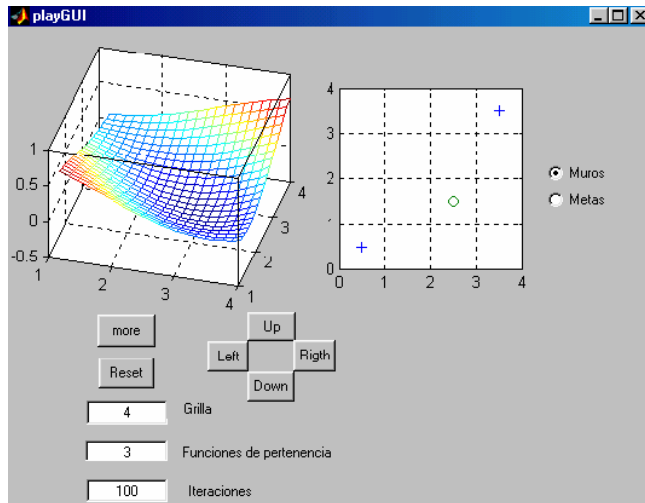 playGUI
1
0.5
0
-0.5
1
2
3
4
1
2
3
4
4
3
2
1
0
0
1
2
3
4
Muros
Metas
more
Reset
Up
Left
Rigth
Down
4
Grilla
3
Funciones de pertenencia
100
Iteraciones